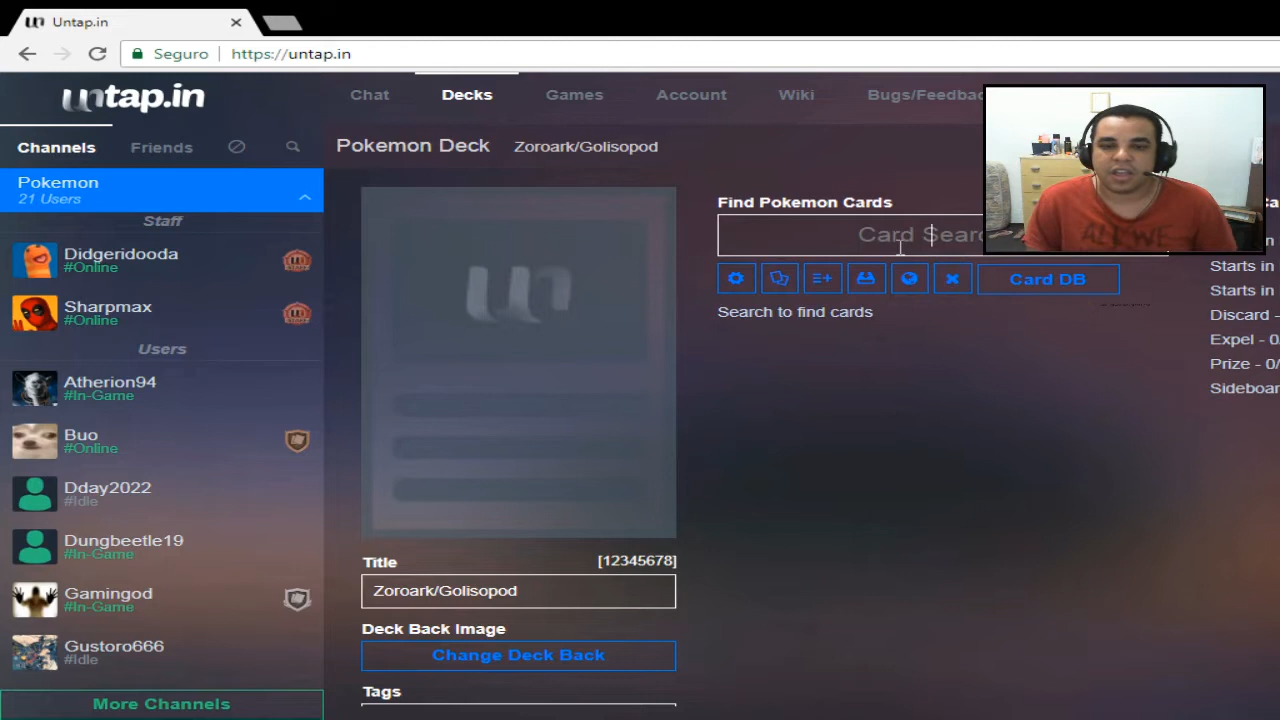 Untap.in
Seguro
https://untap.in
untap.in
Chat
Decks
Games
Account
Wiki
Bugs/Feedbac
Channels
Friends
Pokemon Deck
Zoroark/Golisopod
Pokemon
21 Users
Staff
Didgeridooda
#Online
Sharpmax
#Online
Users
Atherion94
#In-Game
Buo
#Online
Dday2022
#Idle
Dungbeetle19
#In-Game
Gamingod
#In-Game
Gustoro666
#Idle
More Channels
un
Title
[12345678]
Zoroark/Golisopod
Deck Back Image
Change Deck Back
Tags
Find Pokemon Cards
Card Searc
Card DB
Search to find cards
ALL WE
Starts in
Starts in
Discard -
Expel - 0
Prize - 0/
Sideboar